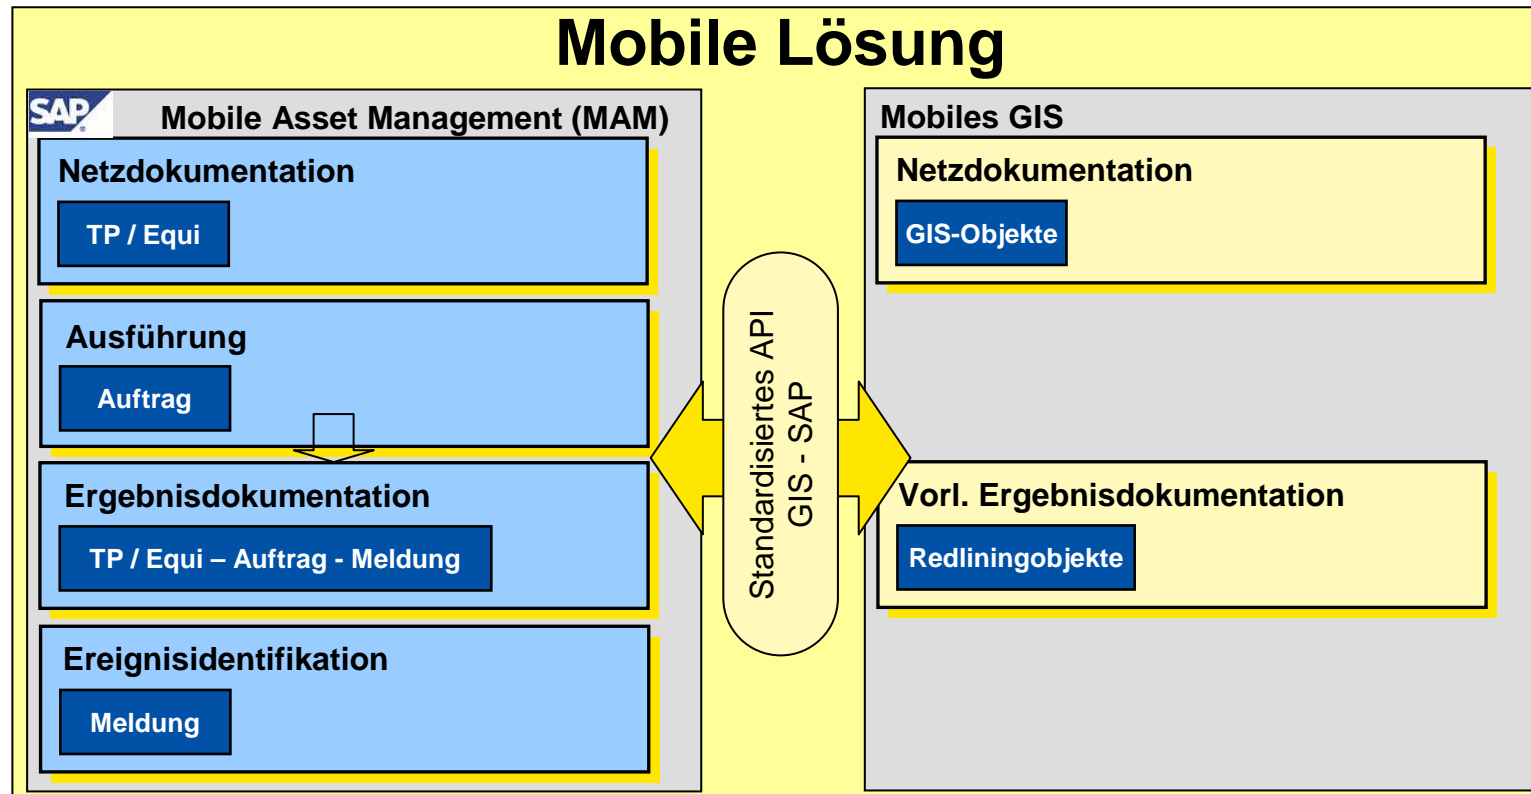 Mobile Lösung
SAP
Mobile Asset Management (MAM)
Netzdokumentation
TP / Equi
Ausführung
Auftrag
Ergebnisdokumentation
TP / Equi – Auftrag - Meldung
Ereignisidentifikation
Meldung
Standardisiertes API
GIS - SAP
Mobiles GIS
Netzdokumentation
GIS-Objekte
Vorl. Ergebnisdokumentation
Redliningobjekte